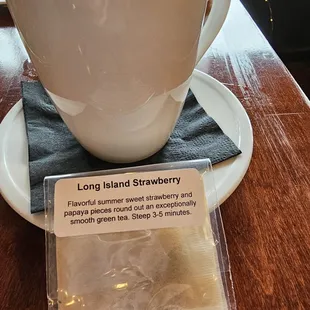 Long Island Strawberry
Flavorful summer sweet strawberry and
papaya pieces round out an exceptionally
smooth green tea. Steep 3-5 minutes.